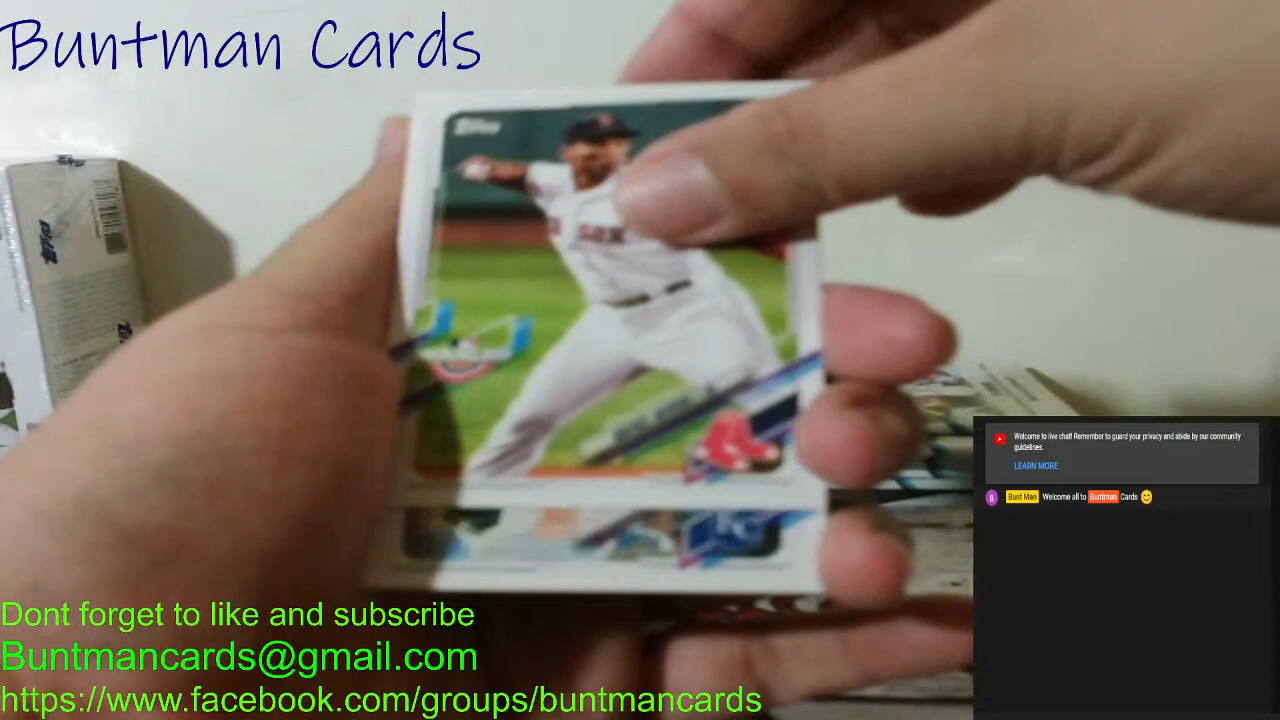 Buntman Cards
Topps
SOX
KC
Welcome to live chat! Remember to guard your privacy and abide by our community
guidelines.
LEARN MORE
B Bunt Man Welcome all to Buntman Cards
Dont forget to like and subscribe
Buntmancards@gmail.com
https://www.facebook.com/groups/buntmancards